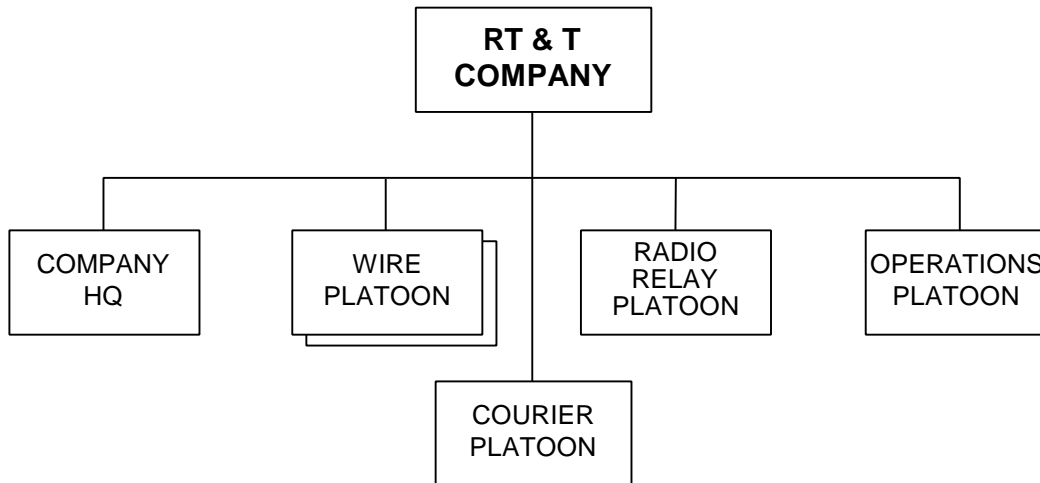 RT & T
COMPANY
COMPANY
HQ
WIRE
PLATOON
RADIO
RELAY
PLATOON
OPERATIONS
PLATOON
COURIER
PLATOON